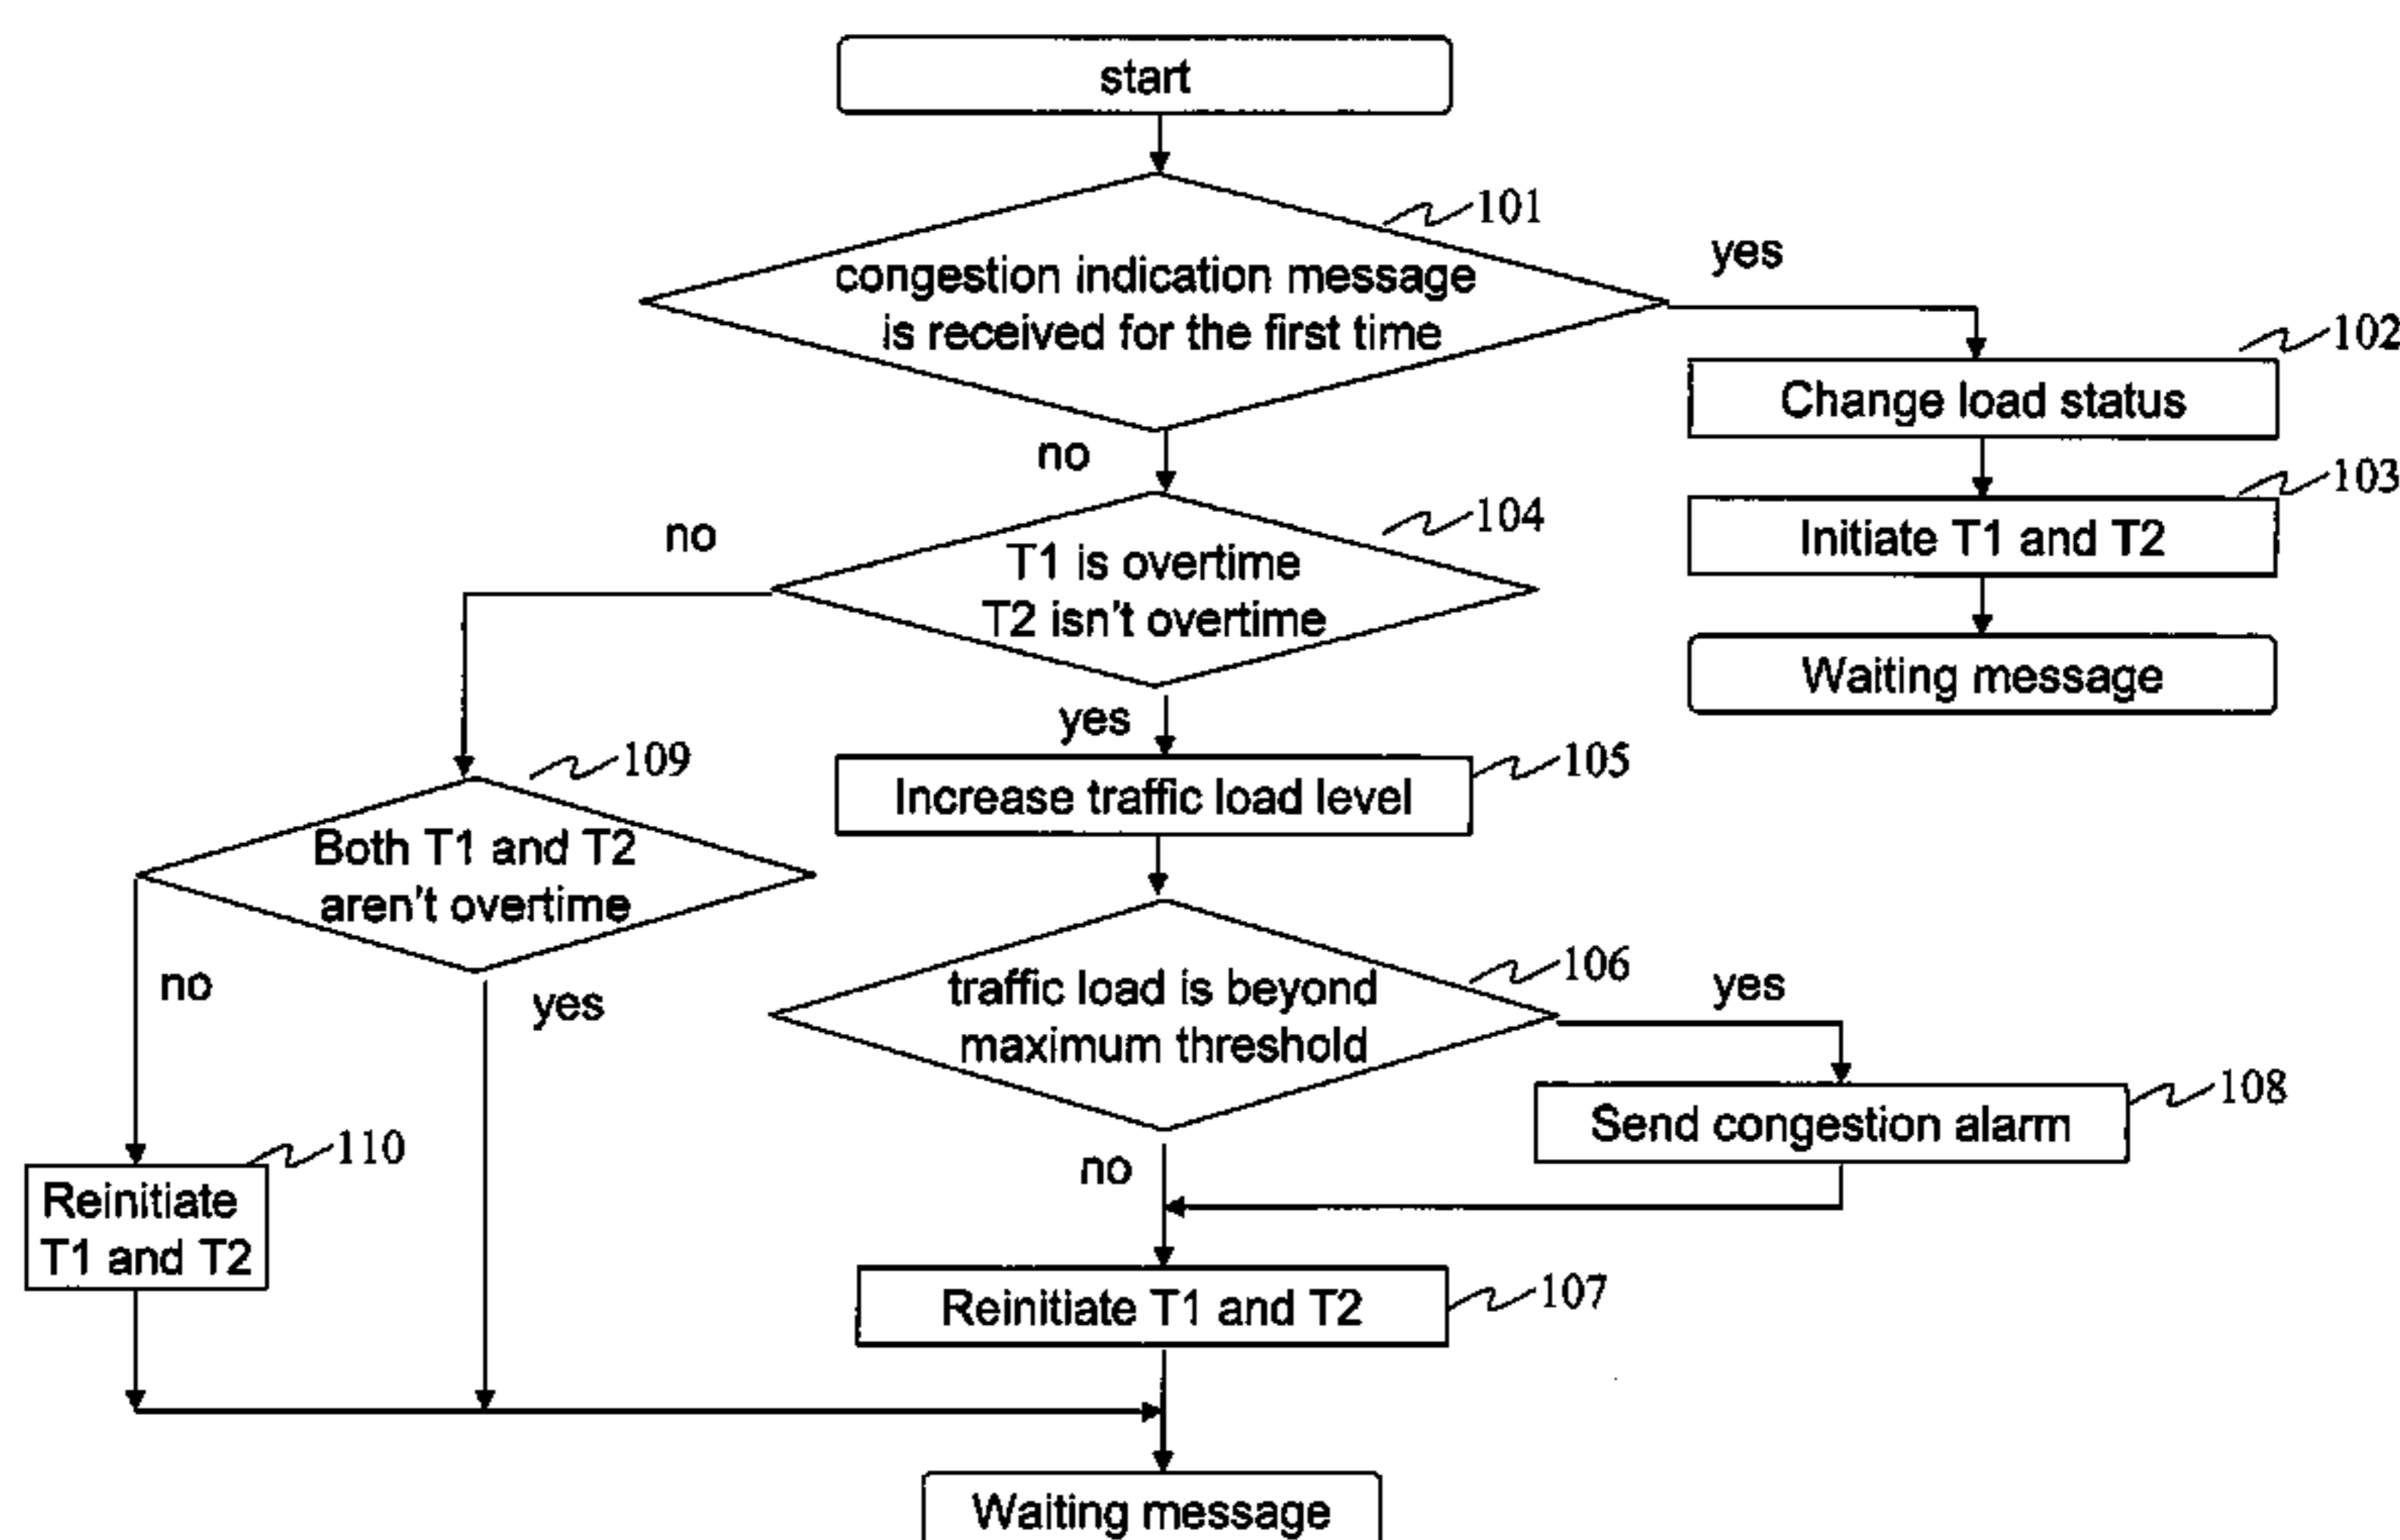 start
101
congestion indication message
is received for the first time
yes
102
Change load status
no
103
Initiate T1 and T2
104
no
T1 is overtime
T2 isn't overtime
Waiting message
yes
109
105
Increase traffic load level
Both T1 and T2
aren't overtime
106
no
yes
traffic load is beyond
maximum threshold
yes
108
Send congestion alarm
110
no
Reinitiate
T1 and T2
107
Reinitiate T1 and T2
Waiting message